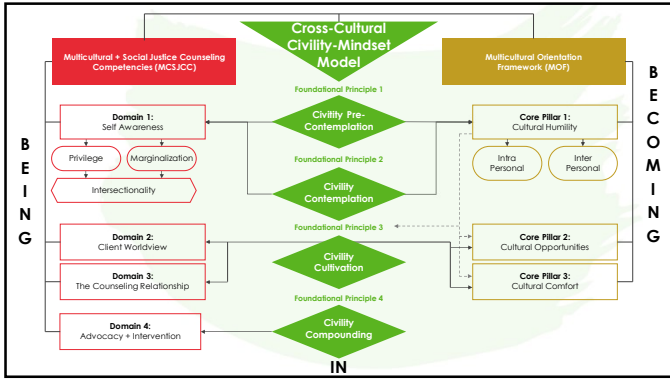 Cross-Cultural
Civility-Mindset
Model
Multicultural + Social Justice Counseling
Competencies (MCSJCC)
Multicultural Orientation
Framework (MOF)
BEING
BECOMING
Foundational Principle 1
Domain 1:
Self Awareness
Civitity Pre-
Contemplation
Core Pillar 1:
Cultural Humility
Privilege
Marginalization
Intra
Personal
Inter
Personal
Foundational Principle 2
Intersectionality
Civility
Contemplation
Foundational Principle 3
Domain 2:
Client Worldview
Core Pillar 2:
Cultural Opportunities
Civility
Cultivation
Domain 3:
The Counseling Relationship
Core Pillar 3:
Cultural Comfort
Foundational Principle 4
Domain 4:
Advocacy + Intervention
Civility
Compounding
IN